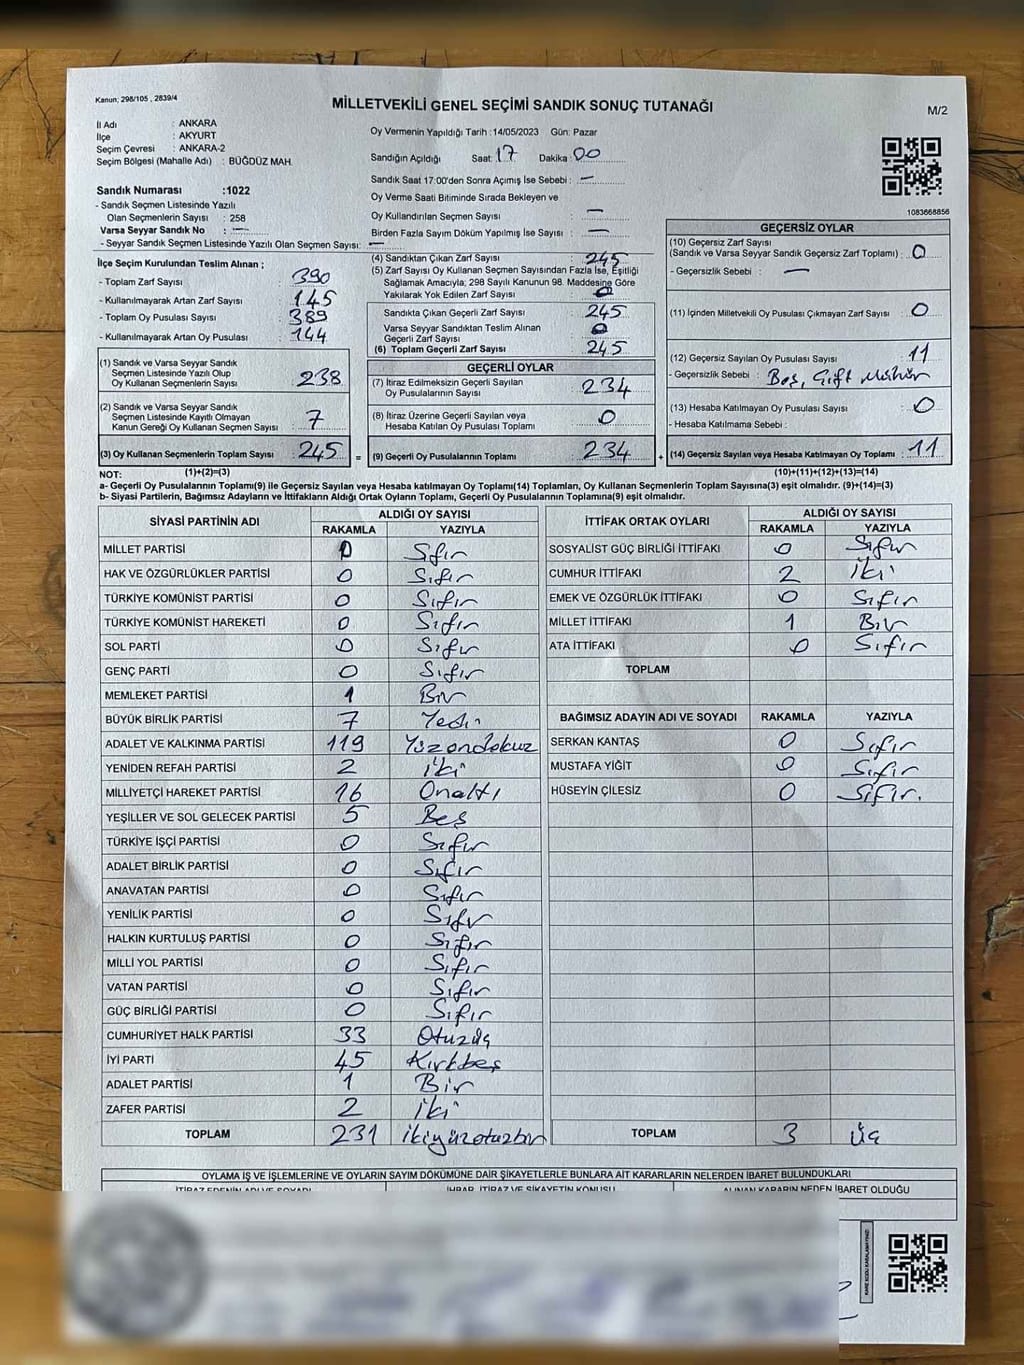 Kanun: 298/105 , 2839/4
MİLLETVEKİLİ GENEL SEÇİMİ SANDIK SONUÇ TUTANAĞI
M/2
İl Adı : ANKARA
İlçe : AKYURT
Seçim Çevresi : ANKARA-2
Seçim Bölgesi (Mahalle Adı) : BÜĞDÜZ MAH.
Sandık Numarası :1022
- Sandık Seçmen Listesinde Yazılı
Olan Seçmenlerin Sayısı : 258
Varsa Seyyar Sandık No : —
- Seyyar Sandık Seçmen Listesinde Yazılı Olan Seçmen Sayısı: —
Oy Vermenin Yapıldığı Tarih :14/05/2023 Gün: Pazar
Sandığın Açıldığı Saat: 17 Dakika : 00
Sandık Saat 17:00'den Sonra Açımış İse Sebebi : —
Oy Verme Saati Bitiminde Sırada Bekleyen ve
Oy Kullandırılan Seçmen Sayısı : —
Birden Fazla Sayım Döküm Yapılmış İse Sayısı : —
1083668856
İlçe Seçim Kurulundan Teslim Alınan ;
- Toplam Zarf Sayısı : 390
- Kullanılmayarak Artan Zarf Sayısı : 145
- Toplam Oy Pusulası Sayısı : 389
- Kullanılmayarak Artan Oy Pusulası : 144
(4) Sandıktan Çıkan Zarf Sayısı : 245
(5) Zarf Sayısı Oy Kullanan Seçmen Sayısından Fazla İse, Eşitliği
Sağlamak Amacıyla; 298 Sayılı Kanunun 98. Maddesine Göre
Yakılarak Yok Edilen Zarf Sayısı : 0
Sandıkta Çıkan Geçerli Zarf Sayısı : 245
Varsa Seyyar Sandıktan Teslim Alınan
Geçerli Zarf Sayısı : 0
(6) Toplam Geçerli Zarf Sayısı : 245
GEÇERSİZ OYLAR
(10) Geçersiz Zarf Sayısı
(Sandık ve Varsa Seyyar Sandık Geçersiz Zarf Toplamı) : 0
- Geçersizlik Sebebi : —
(11) İçinden Milletvekili Oy Pusulası Çıkmayan Zarf Sayısı : 0
(12) Geçersiz Sayılan Oy Pusulası Sayısı : 11
- Geçersizlik Sebebi : Boş, Çift Mühür
(13) Hesaba Katılmayan Oy Pusulası Sayısı : 0
- Hesaba Katılmama Sebebi :
(14) Geçersiz Sayılan veya Hesaba Katılmayan Oy Toplamı : 11
(1) Sandık ve Varsa Seyyar Sandık
Seçmen Listesinde Yazılı Olup
Oy Kullanan Seçmenlerin Sayısı : 238
(2) Sandık ve Varsa Seyyar Sandık
Seçmen Listesinde Kayıtlı Olmayan
Kanun Gereği Oy Kullanan Seçmen Sayısı : 7
(3) Oy Kullanan Seçmenlerin Toplam Sayısı : 245
GEÇERLİ OYLAR
(7) İtiraz Edilmeksizin Geçerli Sayılan
Oy Pusulalarının Sayısı : 234
(8) İtiraz Üzerine Geçerli Sayılan veya
Hesaba Katılan Oy Pusulası Toplamı : 0
= (9) Geçerli Oy Pusulalarının Toplamı : 234 +
NOT: (1)+(2)=(3) (10)+(11)+(12)+(13)=(14)
a- Geçerli Oy Pusulalarının Toplamı(9) ile Geçersiz Sayılan veya Hesaba katılmayan Oy Toplamı(14) Toplamları, Oy Kullanan Seçmenlerin Toplam Sayısına(3) eşit olmalıdır. (9)+(14)=(3)
b- Siyasi Partilerin, Bağımsız Adayların ve İttifakların Aldığı Ortak Oyların Toplamı, Geçerli Oy Pusulalarının Toplamına(9) eşit olmalıdır.
SİYASİ PARTİNİN ADI ALDIĞI OY SAYISI
RAKAMLA YAZIYLA
MİLLET PARTİSİ 0 Sıfır
HAK VE ÖZGÜRLÜKLER PARTİSİ 0 Sıfır
TÜRKİYE KOMÜNİST PARTİSİ 0 Sıfır
TÜRKİYE KOMÜNİST HAREKETİ 0 Sıfır
SOL PARTİ 0 Sıfır
GENÇ PARTİ 0 Sıfır
MEMLEKET PARTİSİ 1 Bir
BÜYÜK BİRLİK PARTİSİ 7 Yedi
ADALET VE KALKINMA PARTİSİ 119 Yüzondokuz
YENİDEN REFAH PARTİSİ 2 iki
MİLLİYETÇİ HAREKET PARTİSİ 16 Onaltı
YEŞİLLER VE SOL GELECEK PARTİSİ 5 Beş
TÜRKİYE İŞÇİ PARTİSİ 0 Sıfır
ADALET BİRLİK PARTİSİ 0 Sıfır
ANAVATAN PARTİSİ 0 Sıfır
YENİLİK PARTİSİ 0 Sıfır
HALKIN KURTULUŞ PARTİSİ 0 Sıfır
MİLLİ YOL PARTİSİ 0 Sıfır
VATAN PARTİSİ 0 Sıfır
GÜÇ BİRLİĞİ PARTİSİ 0 Sıfır
CUMHURİYET HALK PARTİSİ 33 Otuzüç
İYİ PARTİ 45 Kırkbeş
ADALET PARTİSİ 1 Bir
ZAFER PARTİSİ 2 iki
TOPLAM 231 ikiyüzotuzbir
İTTİFAK ORTAK OYLARI ALDIĞI OY SAYISI
RAKAMLA YAZIYLA
SOSYALİST GÜÇ BİRLİĞİ İTTİFAKI 0 Sıfır
CUMHUR İTTİFAKI 2 iki
EMEK VE ÖZGÜRLÜK İTTİFAKI 0 Sıfır
MİLLET İTTİFAKI 1 Bir
ATA İTTİFAKI 0 Sıfır
TOPLAM
BAĞIMSIZ ADAYIN ADI VE SOYADI RAKAMLA YAZIYLA
SERKAN KANTAŞ 0 Sıfır
MUSTAFA YİĞİT 0 Sıfır
HÜSEYİN ÇİLESİZ 0 Sıfır.
TOPLAM 3 üç
OYLAMA İŞ VE İŞLEMLERİNE VE OYLARIN SAYIM DÖKÜMÜNE DAİR ŞİKAYETLERLE BUNLARA AİT KARARLARIN NELERDEN İBARET BULUNDUKLARI
İTİRAZ EDENİN ADI VE SOYADI İHBAR, İTİRAZ VE ŞİKAYETİN KONUSU ALINAN KARARIN NEDEN İBARET OLDUĞU
KARE KODU KARALAMAYINIZ!